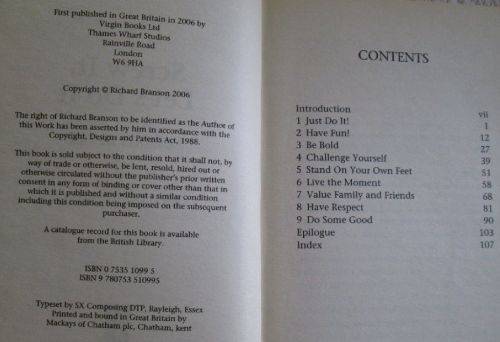 First published in Great Britain in 2006 by
Virgin Books Ltd
Thames Wharf Studios
Rainville Road
London
W6 9HA
Copyright © Richard Branson 2006
The right of Richard Branson to be identified as the Author of
this Work has been asserted by him in accordance with the
Copyright, Designs and Patents Act, 1988.
This book is sold subject to the condition that it shall not, by
way of trade or otherwise, be lent, resold, hired out or
otherwise circulated without the publisher's prior written
consent in any form of binding or cover other than that in
which it is published and without a similar condition
including this condition being imposed on the subsequent
purchaser.
A catalogue record for this book is available
from the British Library.
ISBN 0 7535 1099 5
ISBN 9 780753 510995
Typeset by SX Composing DTP, Rayleigh, Essex
Printed and bound in Great Britain by
Mackays of Chatham plc, Chatham, kent
CONTENTS
Introduction vii
1 Just Do It! 1
2 Have Fun! 12
3 Be Bold 27
4 Challenge Yourself 39
5 Stand On Your Own Feet 51
6 Live the Moment 58
7 Value Family and Friends 68
8 Have Respect 81
9 Do Some Good 90
Epilogue 103
Index 107